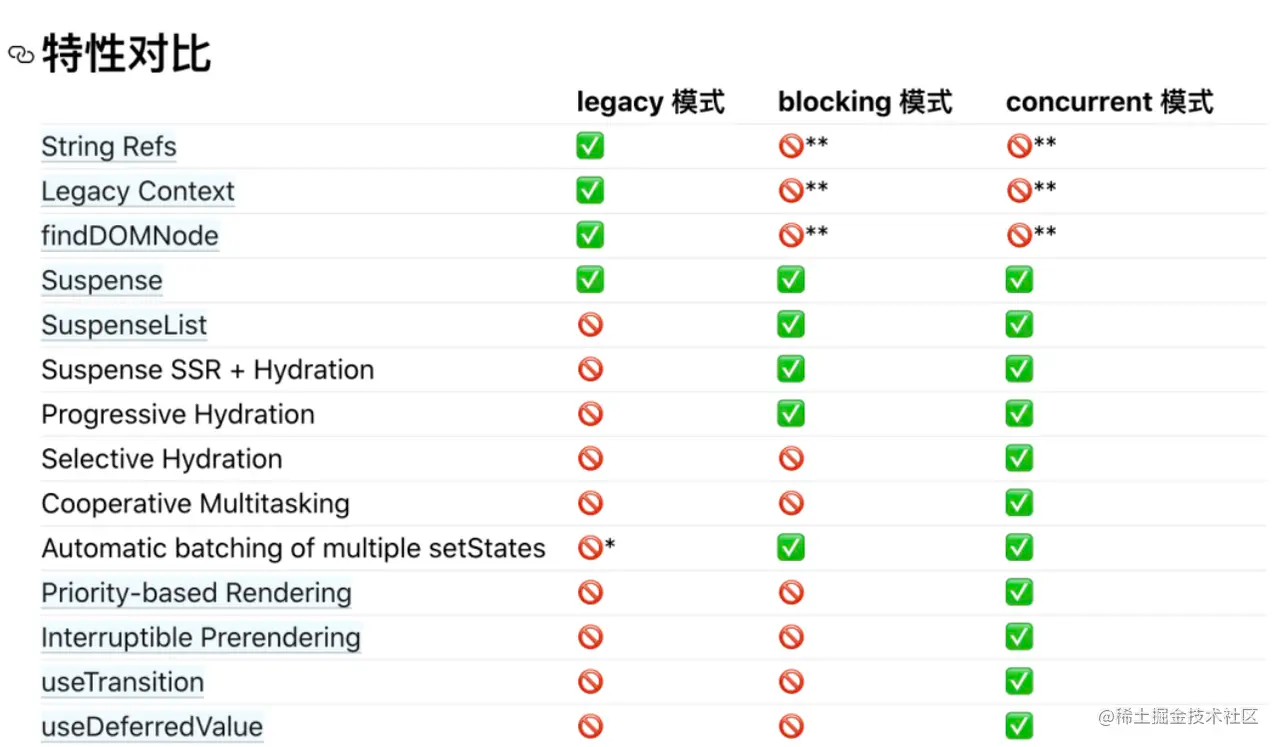 特性对比
legacy 模式 blocking 模式 concurrent 模式
String Refs ✅ 🚫** 🚫**
Legacy Context ✅ 🚫** 🚫**
findDOMNode ✅ 🚫** 🚫**
Suspense ✅ ✅ ✅
SuspenseList 🚫 ✅ ✅
Suspense SSR + Hydration 🚫 ✅ ✅
Progressive Hydration 🚫 ✅ ✅
Selective Hydration 🚫 🚫 ✅
Cooperative Multitasking 🚫 🚫 ✅
Automatic batching of multiple setStates 🚫* ✅ ✅
Priority-based Rendering 🚫 🚫 ✅
Interruptible Prerendering 🚫 🚫 ✅
useTransition 🚫 🚫 ✅
useDeferredValue 🚫 🚫 ✅
@稀土掘金技术社区